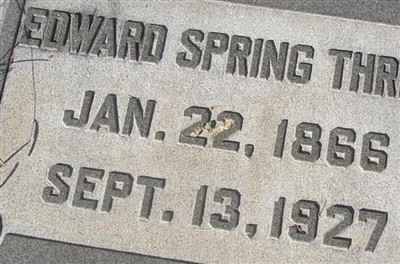 EDWARD SPRING
JAN. 22, 1866
SEPT. 13, 1927